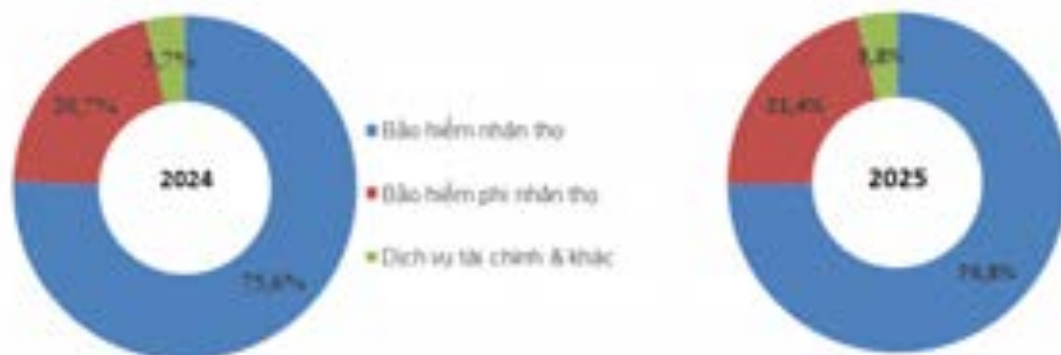 3,7%
20,7%
2024
75,6%
Bảo hiểm nhân thọ
Bảo hiểm phi nhân thọ
Dịch vụ tài chính & khác
3,8%
21,4%
2025
74,8%